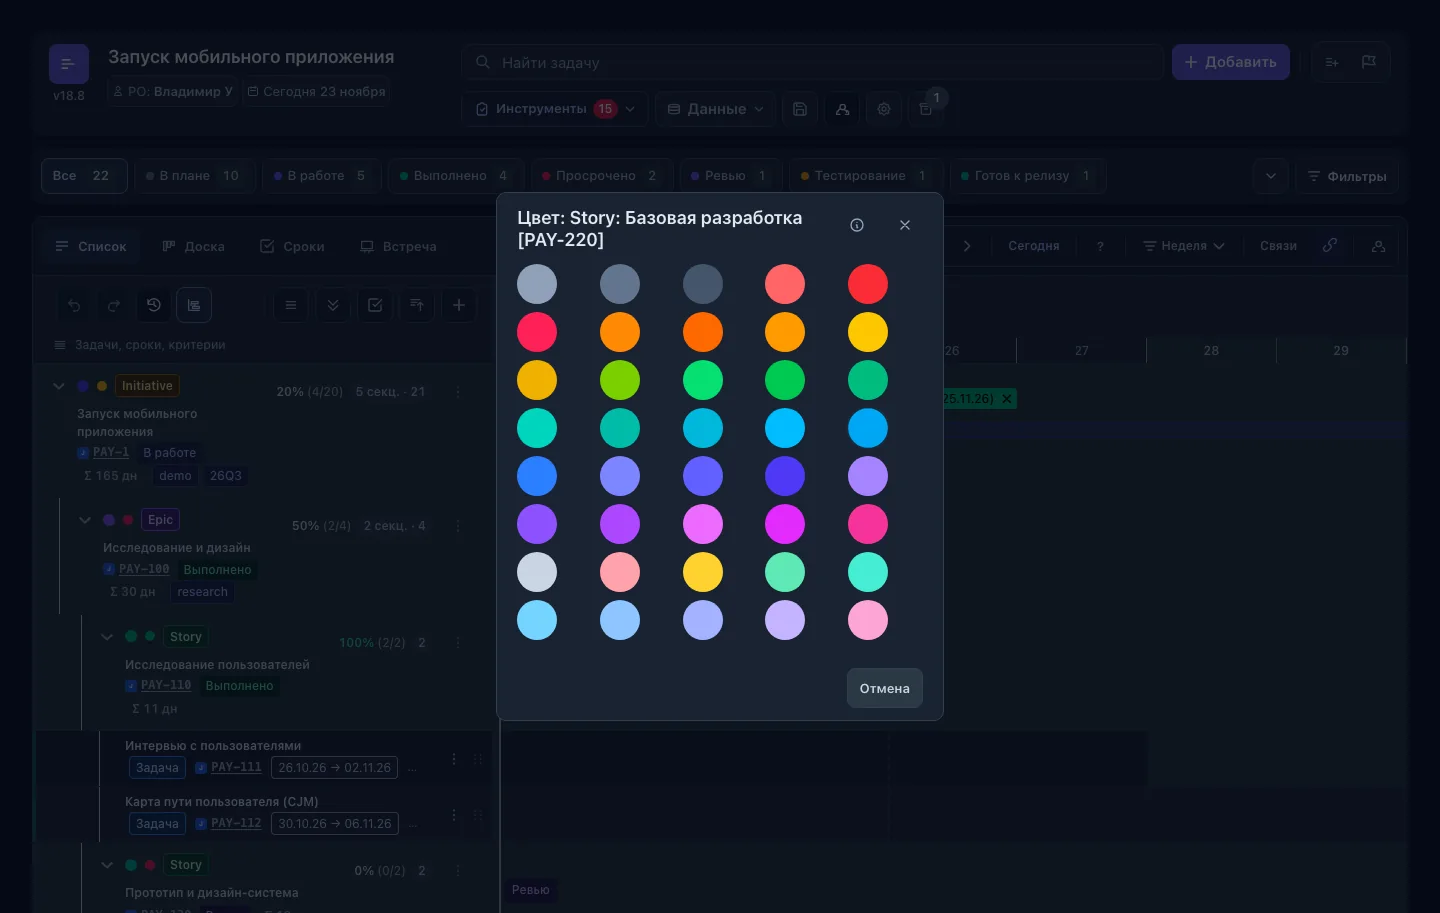 Запуск мобильного приложения
v18.8
PO: Владимир У
Сегодня 23 ноября
Найти задачу
Добавить
Инструменты 15
Данные
1
Все 22
В плане 10
В работе 5
Выполнено 4
Просрочено 2
Ревью 1
Тестирование 1
Готов к релизу 1
Фильтры
Список
Доска
Сроки
Встреча
Сегодня
?
Неделя
Связи
Цвет: Story: Базовая разработка
[PAY-220]
Отмена
Задачи, сроки, критерии
26
27
28
29
25.11.26)
Initiative
20% (4/20)
5 секц. · 21
Запуск мобильного
приложения
PAY-1
В работе
Σ 165 дн
demo
26Q3
Epic
50% (2/4)
2 секц. · 4
Исследование и дизайн
PAY-100
Выполнено
Σ 30 дн
research
Story
100% (2/2)
2
Исследование пользователей
PAY-110
Выполнено
Σ 11 дн
Интервью с пользователями
Задача
PAY-111
26.10.26 → 02.11.26
...
Карта пути пользователя (CJM)
Задача
PAY-112
30.10.26 → 06.11.26
...
Story
0% (0/2)
2
Прототип и дизайн-система
Ревью